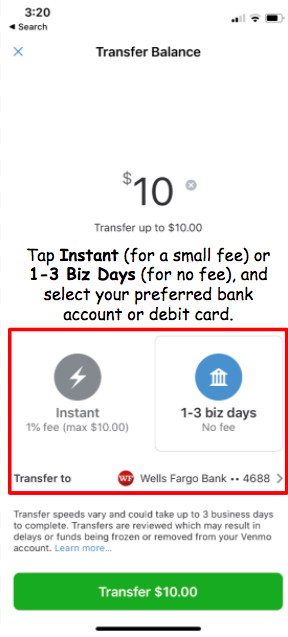 3:20
◀ Search
× Transfer Balance
$10
Transfer up to $10.00
Tap Instant (for a small fee) or
1-3 Biz Days (for no fee), and
select your preferred bank
account or debit card.
Instant
1% fee (max $10.00)
1-3 biz days
No fee
Transfer to WF Wells Fargo Bank •• 4688 >
Transfer speeds vary and could take up to 3 business days
to complete. Transfers are reviewed which may result in
delays or funds being frozen or removed from your Venmo
account. Learn more...
Transfer $10.00